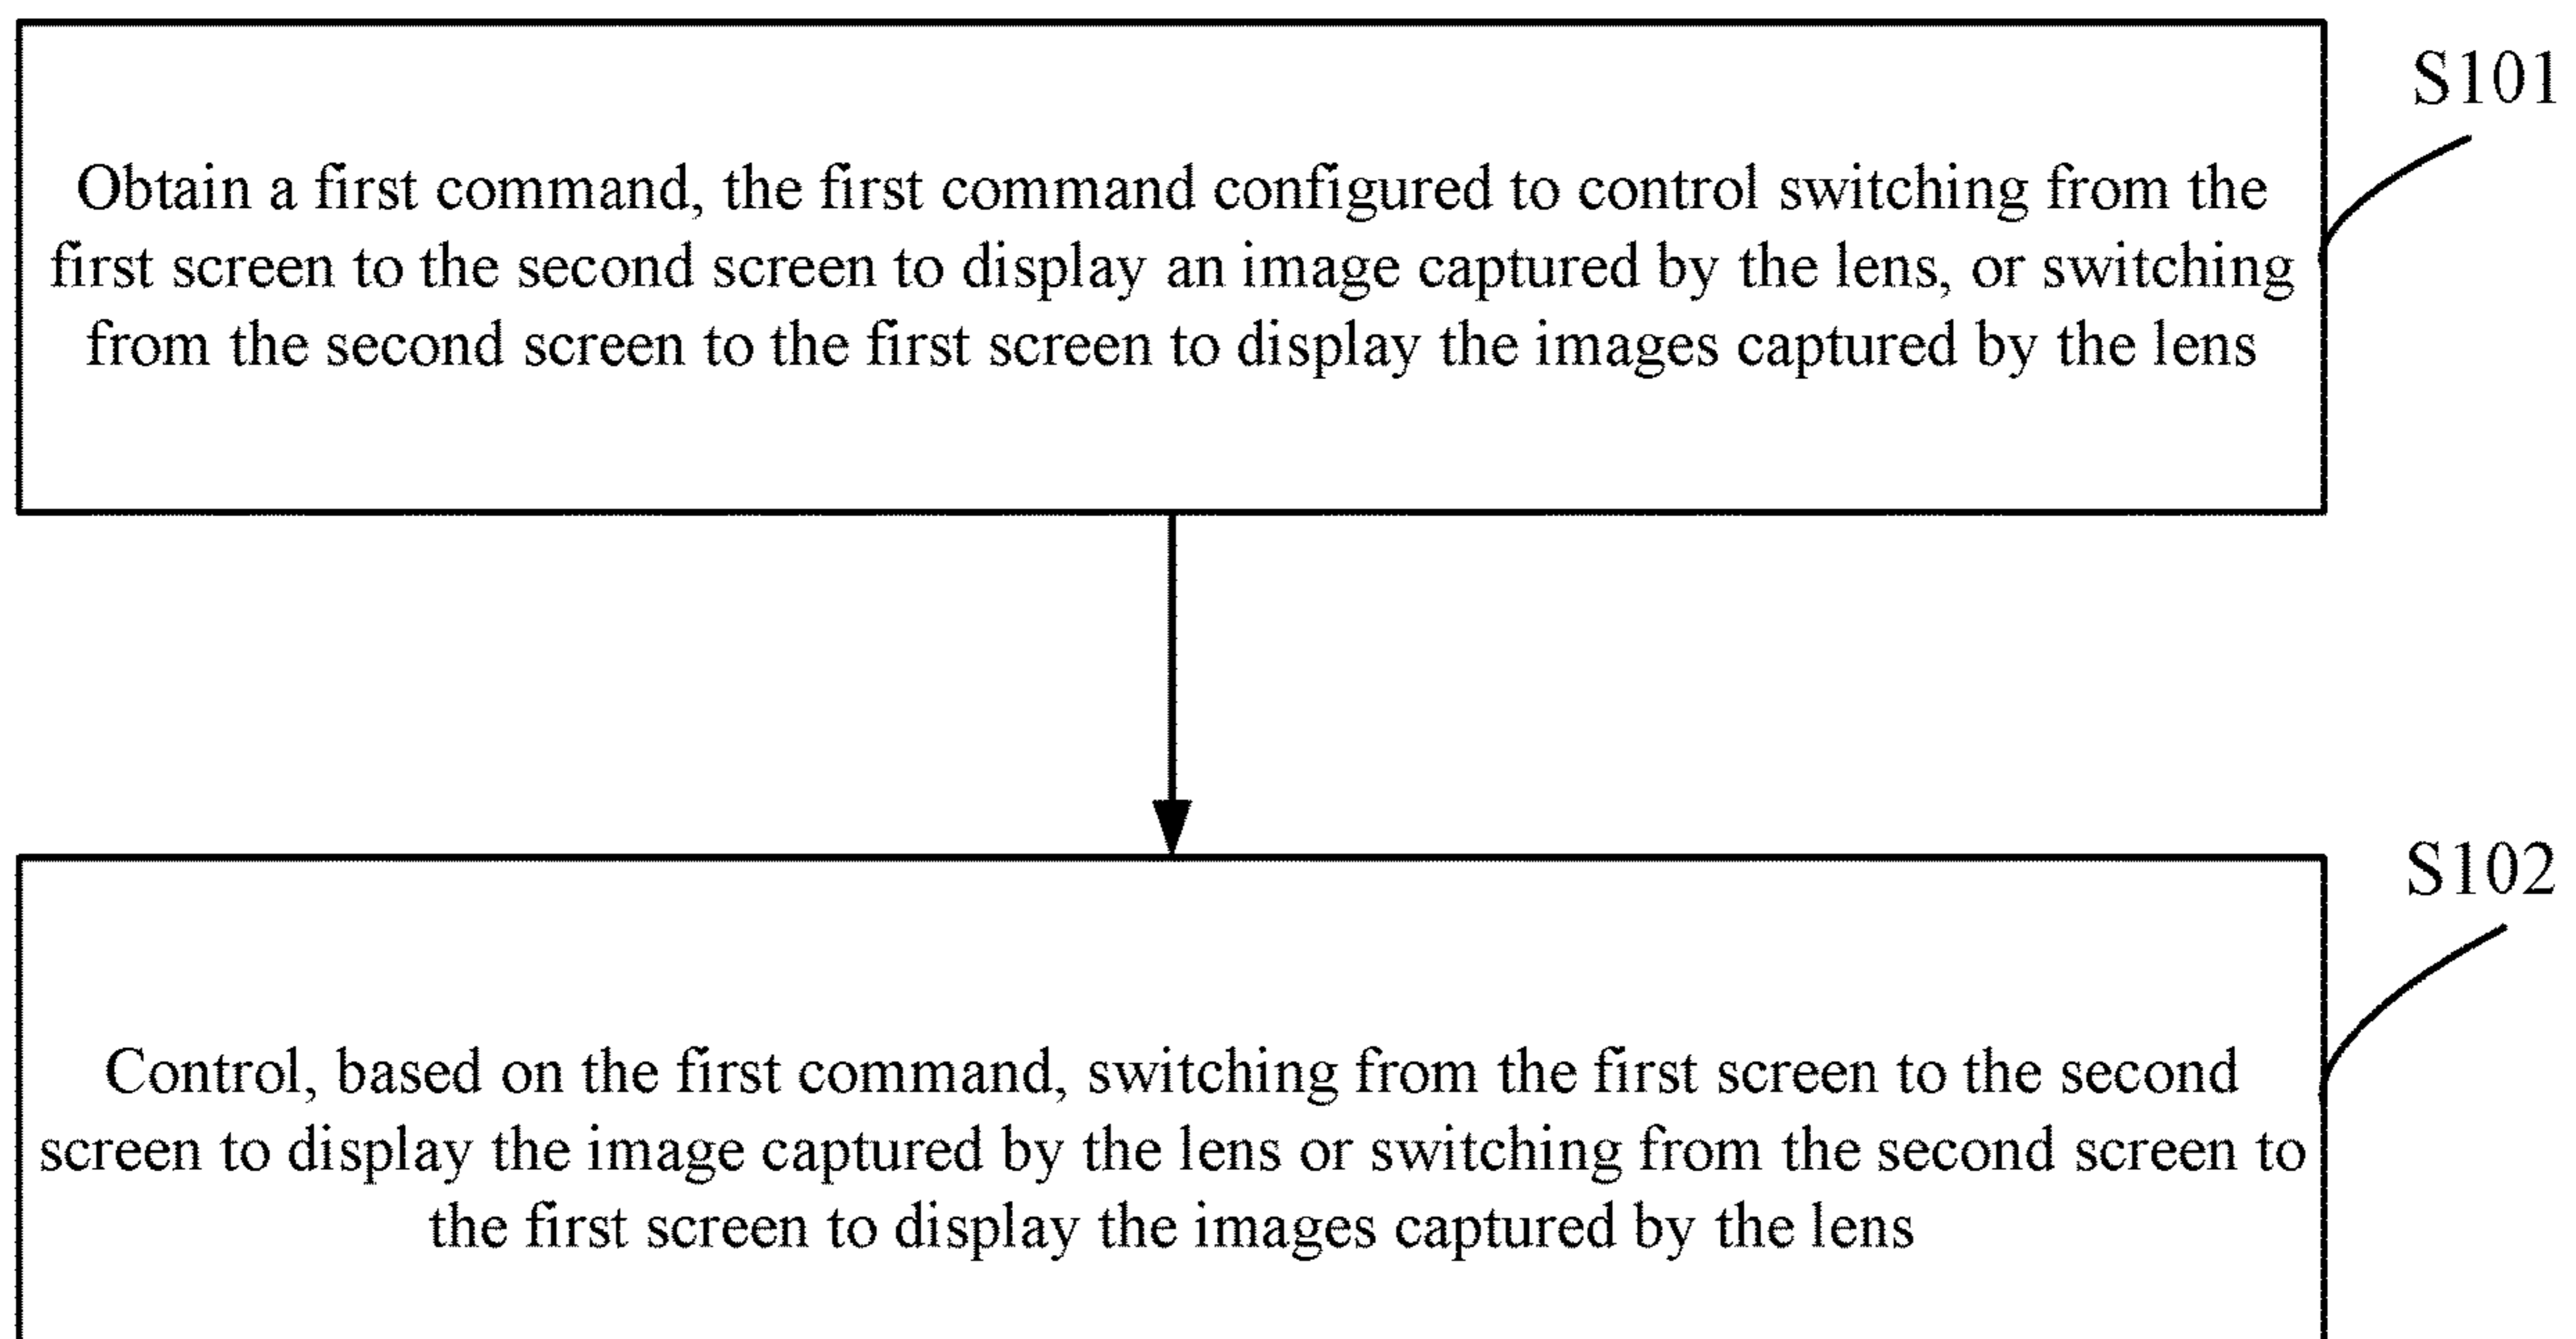 S101
Obtain a first command, the first command configured to control switching from the
first screen to the second screen to display an image captured by the lens, or switching
from the second screen to the first screen to display the images captured by the lens
S102
Control, based on the first command, switching from the first screen to the second
screen to display the image captured by the lens or switching from the second screen to
the first screen to display the images captured by the lens